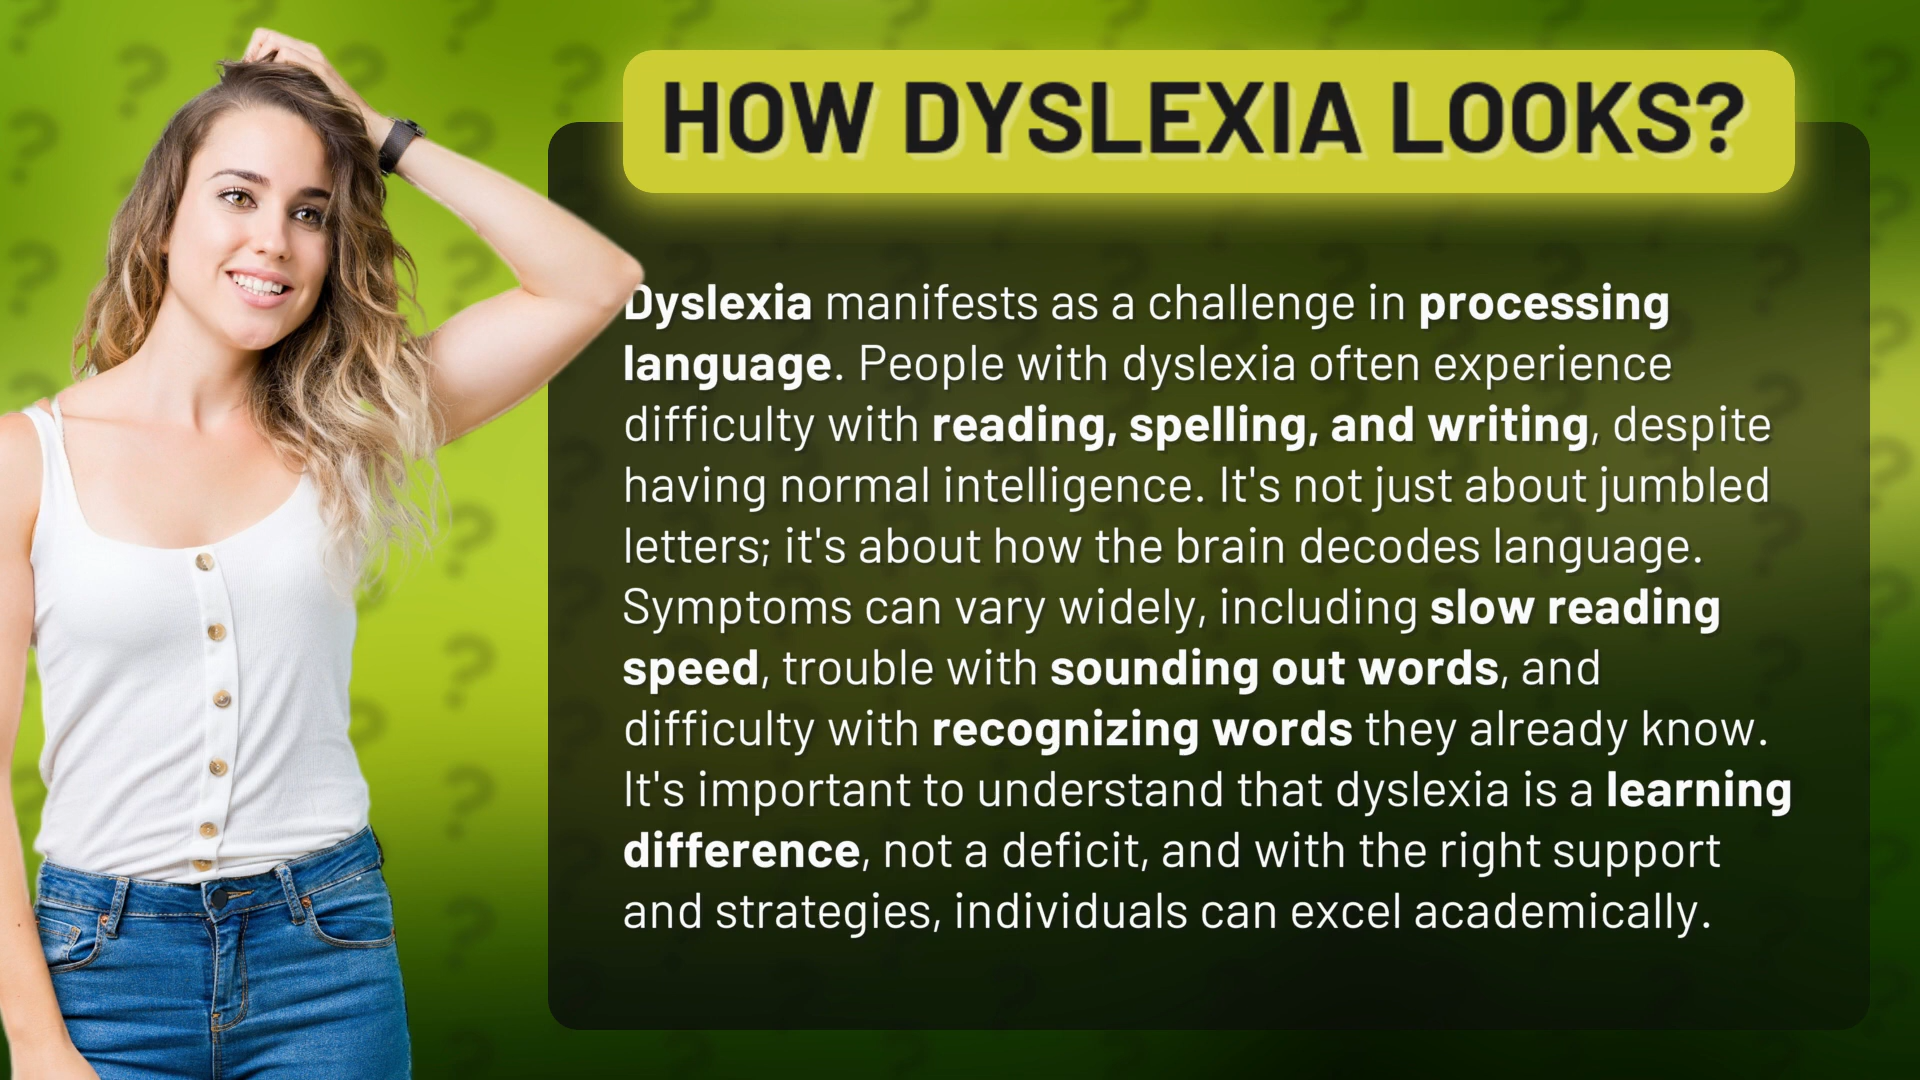 HOW DYSLEXIA LOOKS?
Dyslexia manifests as a challenge in processing
language. People with dyslexia often experience
difficulty with reading, spelling, and writing, despite
having normal intelligence. It's not just about jumbled
letters; it's about how the brain decodes language.
Symptoms can vary widely, including slow reading
speed, trouble with sounding out words, and
difficulty with recognizing words they already know.
It's important to understand that dyslexia is a learning
difference, not a deficit, and with the right support
and strategies, individuals can excel academically.